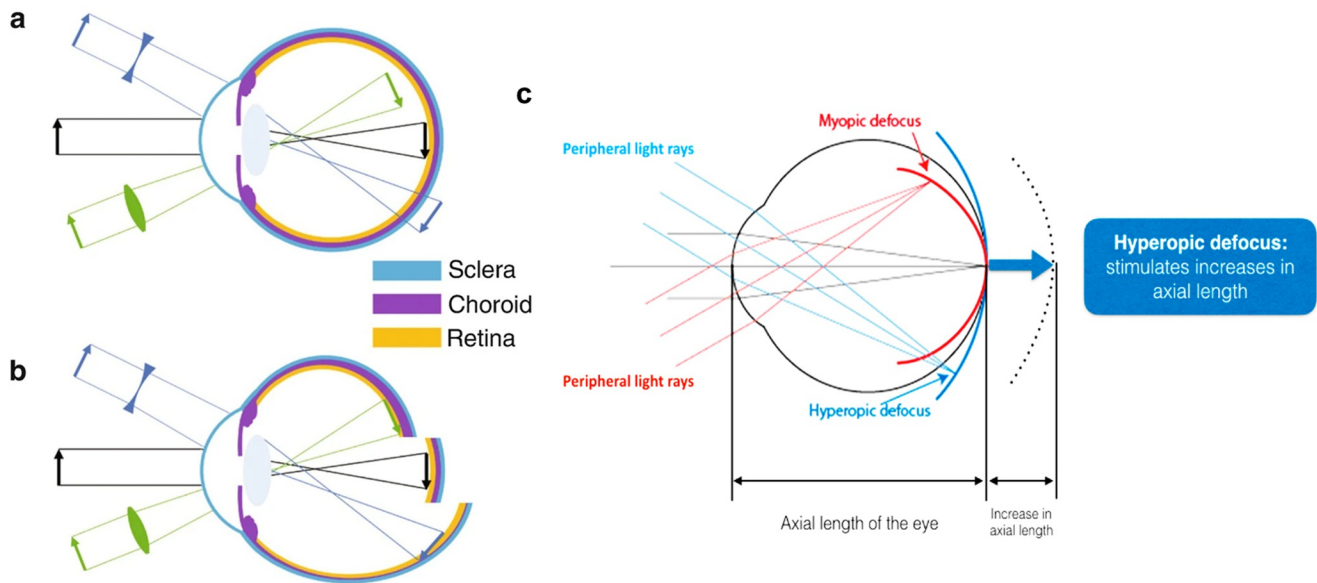 a
Sclera
Choroid
Retina
b
c
Myopic defocus
Peripheral light rays
Peripheral light rays
Hyperopic defocus
Axial length of the eye
Increase in
axial length
Hyperopic defocus:
stimulates increases in
axial length